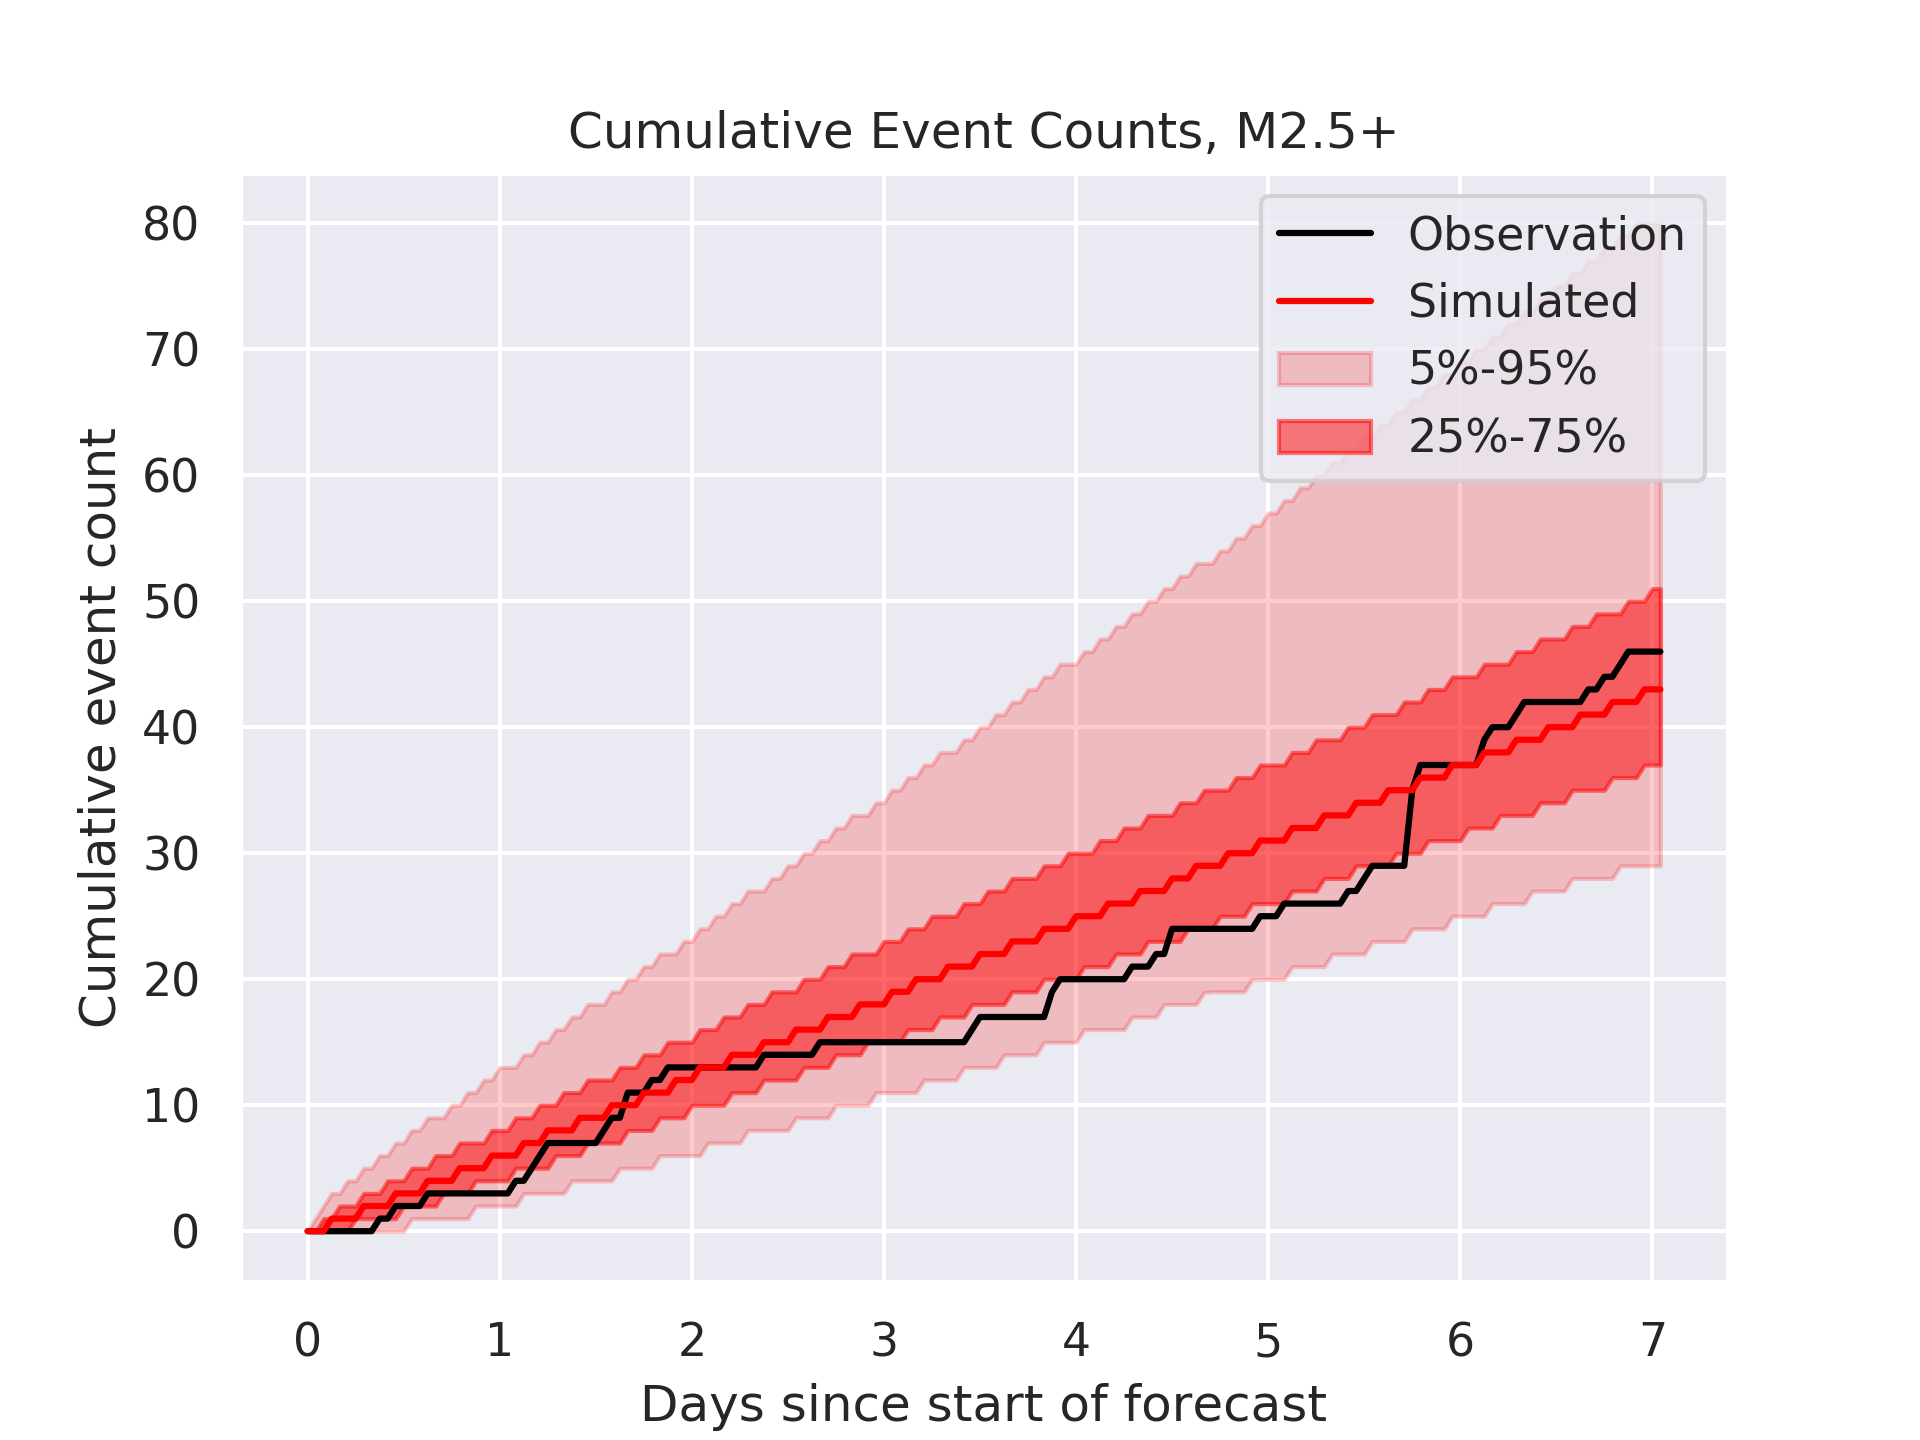 Cumulative Event Counts, M2.5+
Cumulative event count
80
70
60
50
40
30
20
10
0
Observation
Simulated
5%-95%
25%-75%
0 1 2 3 4 5 6 7
Days since start of forecast